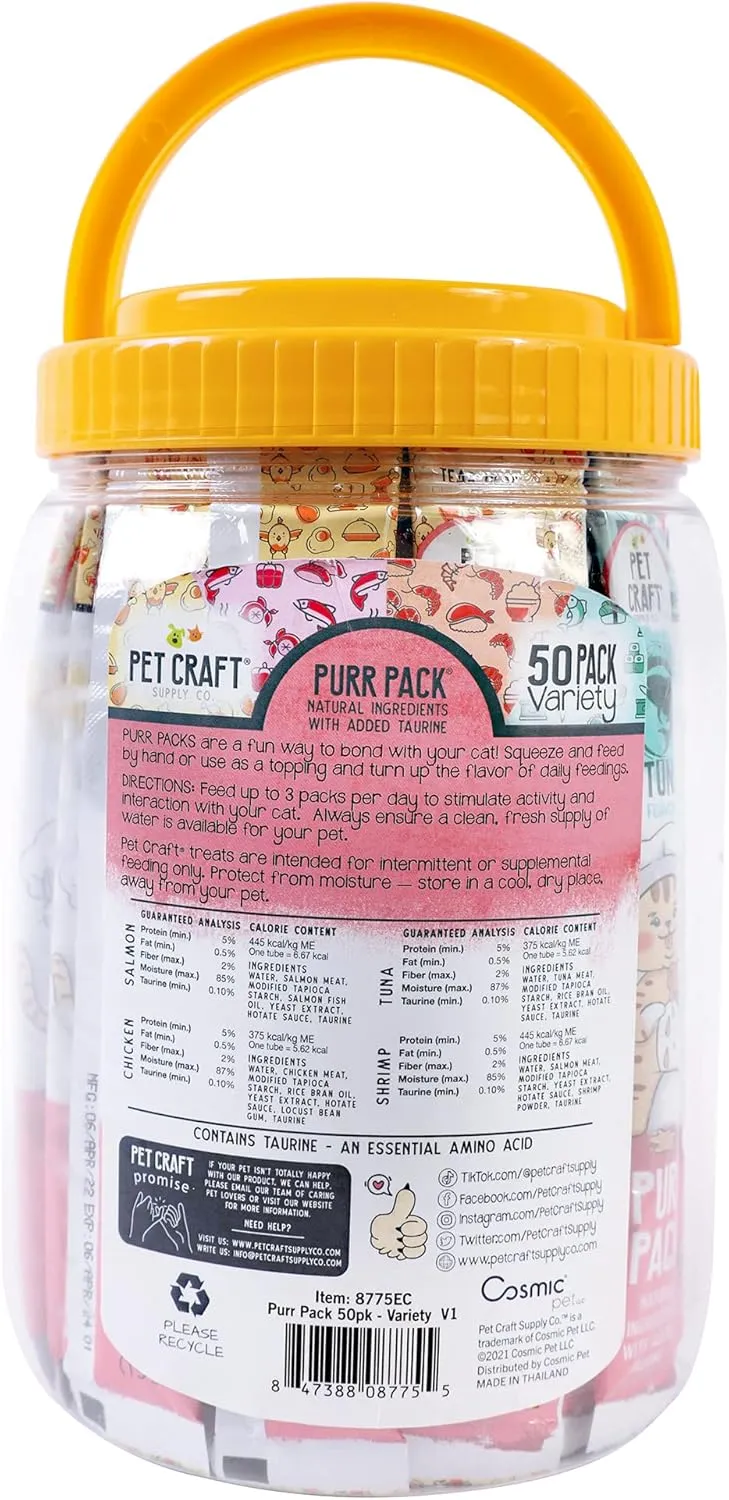 PET CRAFT®
SUPPLY CO.
PURR PACK®
NATURAL INGREDIENTS
WITH ADDED TAURINE
50 PACK
Variety
PET
CRAFT
TUN
PURR PACKS are a fun way to bond with your cat! Squeeze and feed
by hand or use as a topping and turn up the flavor of daily feedings.
DIRECTIONS: Feed up to 3 packs per day to stimulate activity and
interaction with your cat. Always ensure a clean, fresh supply of
water is available for your pet.
Pet Craft® treats are intended for intermittent or supplemental
feeding only. Protect from moisture — store in a cool, dry place,
away from your pet.
SALMON
GUARANTEED ANALYSIS
Protein (min.) 5%
Fat (min.) 0.5%
Fiber (max.) 2%
Moisture (max.) 85%
Taurine (min.) 0.10%
CALORIE CONTENT
445 kcal/kg ME
One tube = 6.67 kcal
INGREDIENTS
WATER, SALMON MEAT,
MODIFIED TAPIOCA
STARCH, SALMON FISH
OIL, YEAST EXTRACT,
HOTATE SAUCE, TAURINE
TUNA
GUARANTEED ANALYSIS
Protein (min.) 5%
Fat (min.) 0.5%
Fiber (max.) 2%
Moisture (max.) 87%
Taurine (min.) 0.10%
CALORIE CONTENT
375 kcal/kg ME
One tube = 5.62 kcal
INGREDIENTS
WATER, TUNA MEAT,
MODIFIED TAPIOCA
STARCH, RICE BRAN OIL,
YEAST EXTRACT, HOTATE
SAUCE, TAURINE
CHICKEN
Protein (min.) 5%
Fat (min.) 0.5%
Fiber (max.) 2%
Moisture (max.) 87%
Taurine (min.) 0.10%
375 kcal/kg ME
One tube = 5.62 kcal
INGREDIENTS
WATER, CHICKEN MEAT,
MODIFIED TAPIOCA
STARCH, RICE BRAN OIL,
YEAST EXTRACT, HOTATE
SAUCE, LOCUST BEAN
GUM, TAURINE
SHRIMP
Protein (min.) 5%
Fat (min.) 0.5%
Fiber (max.) 2%
Moisture (max.) 85%
Taurine (min.) 0.10%
445 kcal/kg ME
One tube = 6.67 kcal
INGREDIENTS
WATER, SALMON MEAT,
MODIFIED TAPIOCA
STARCH, YEAST EXTRACT,
HOTATE SAUCE, SHRIMP
POWDER, TAURINE
CONTAINS TAURINE - AN ESSENTIAL AMINO ACID
PET CRAFT
promise
IF YOUR PET ISN'T TOTALLY HAPPY
WITH OUR PRODUCT, WE CAN HELP.
PLEASE EMAIL OUR TEAM OF CARING
PET LOVERS OR VISIT OUR WEBSITE
FOR MORE INFORMATION.
NEED HELP?
VISIT US: WWW.PETCRAFTSUPPLYCO.COM
WRITE US: INFO@PETCRAFTSUPPLYCO.COM
TikTok.com/@petcraftsupply
Facebook.com/PetCraftSupply
Instagram.com/PetCraftSupply
Twitter.com/PetCraftSupply
www.petcraftsupplyco.com
MFG:06/APR/22 EXP:06/APR/24 01
PLEASE
RECYCLE
Item: 8775EC
Purr Pack 50pk - Variety V1
8 47388 08775 5
Cosmic®
pet LLC
Pet Craft Supply Co.™ is a
trademark of Cosmic Pet LLC.
©2021 Cosmic Pet LLC
Distributed by Cosmic Pet
MADE IN THAILAND
PUR
PAC